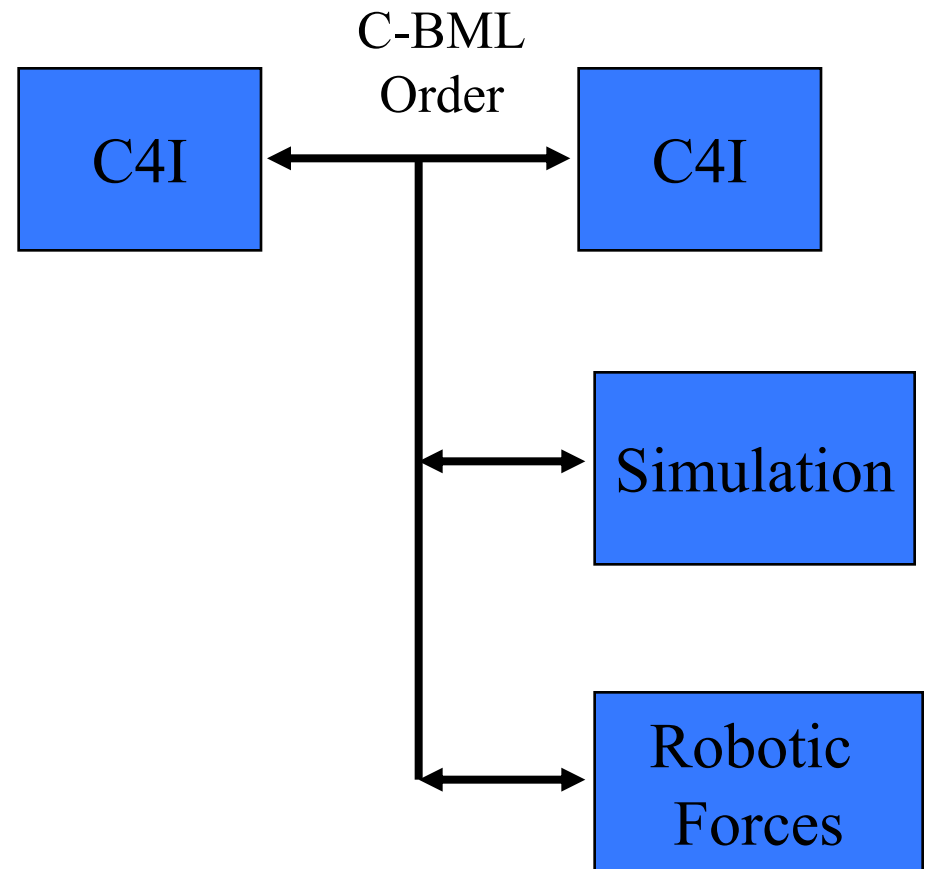 C-BML
Order
C4I
C4I
Simulation
Robotic
Forces